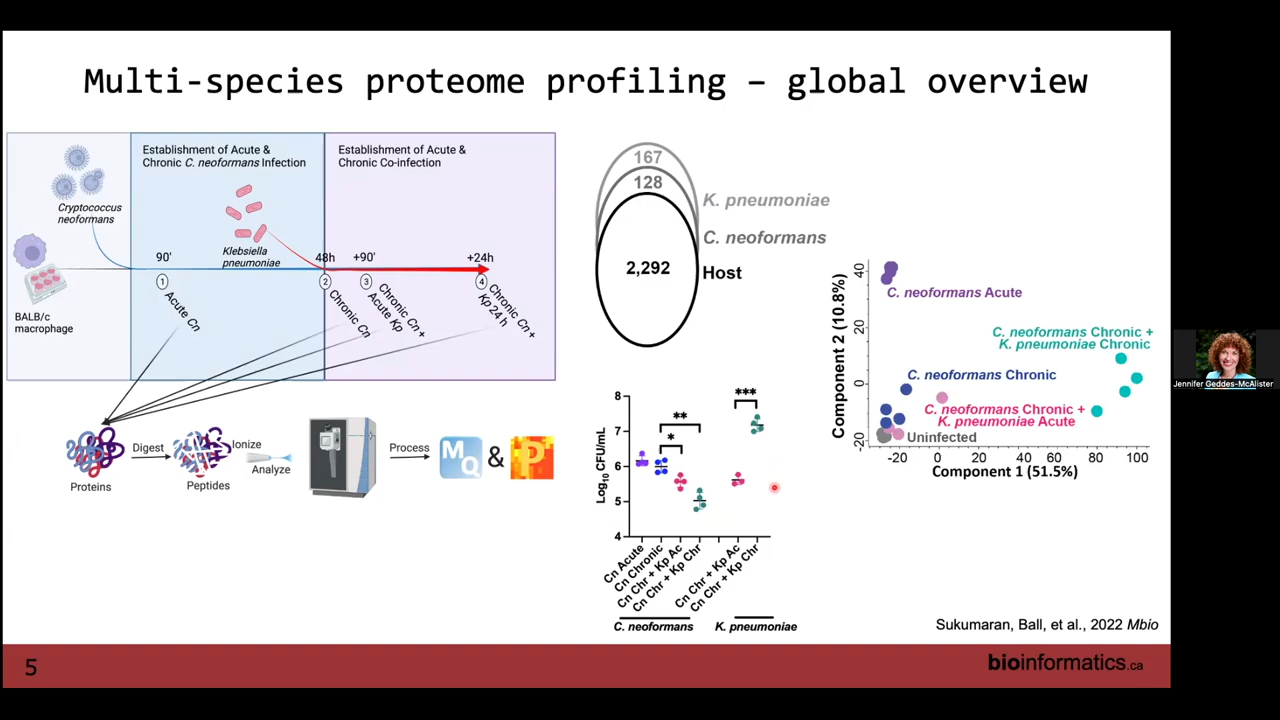 Multi-species proteome profiling – global overview
Establishment of Acute &
Chronic C. neoformans Infection
Establishment of Acute &
Chronic Co-infection
Cryptococcus
neoformans
Klebsiella
pneumoniae
90'
48h
+90'
+24h
1
2
3
4
Acute Cn
Chronic Cn
Chronic Cn+
Acute Kp
Chronic Cn+
Kp 24 h
BALB/c
macrophage
Proteins
Digest
Peptides
Ionize
Analyze
Process
MQ
&
P
167
128
2,292
K. pneumoniae
C. neoformans
Host
Log10 CFU/mL
8
7
6
5
4
*
**
***
Cn Acute
Cn Chronic
Cn Chr + Kp Ac
Cn Chr + Kp Chr
Cn Chr + Kp Ac
Cn Chr + Kp Chr
C. neoformans
K. pneumoniae
Component 2 (10.8%)
40
20
0
-20
C. neoformans Acute
C. neoformans Chronic +
K. pneumoniae Chronic
C. neoformans Chronic
C. neoformans Chronic +
K. pneumoniae Acute
Uninfected
-20
0
20
40
60
80
100
Component 1 (51.5%)
Jennifer Geddes-McAlister
Sukumaran, Ball, et al., 2022 Mbio
5
bioinformatics.ca